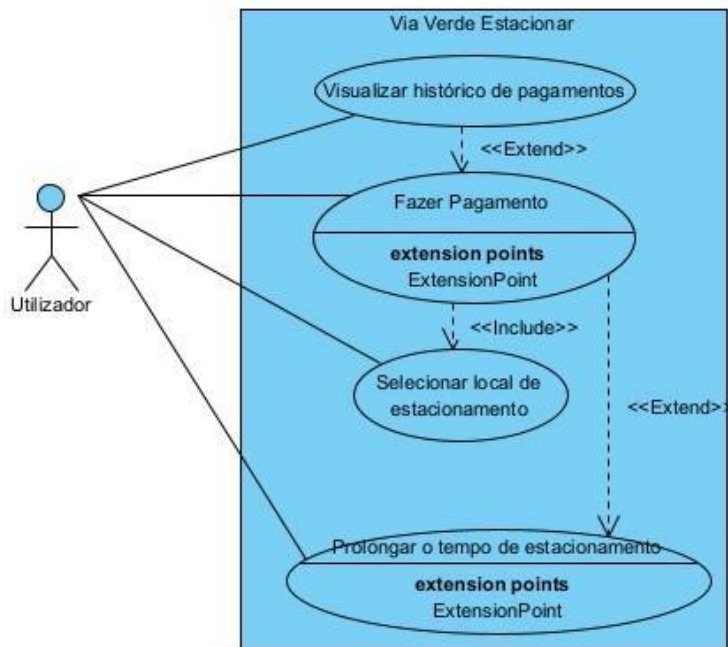 Via Verde Estacionar
Visualizar histórico de pagamentos
<<Extend>>
Fazer Pagamento
extension points
ExtensionPoint
Utilizador
<<Include>>
Selecionar local de
estacionamento
<<Extend>>
Prolongar o tempo de estacionamento
extension points
ExtensionPoint